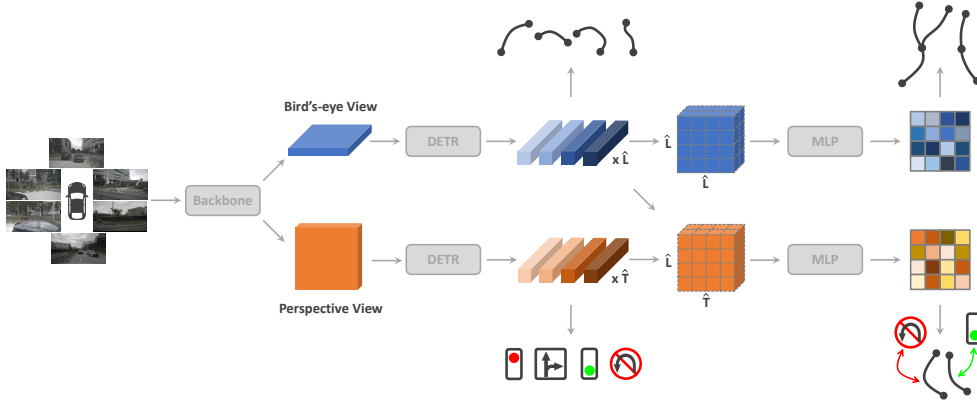 Bird's-eye View
DETR
x L̂
L̂
L̂
MLP
Backbone
DETR
x T̂
L̂
T̂
MLP
Perspective View